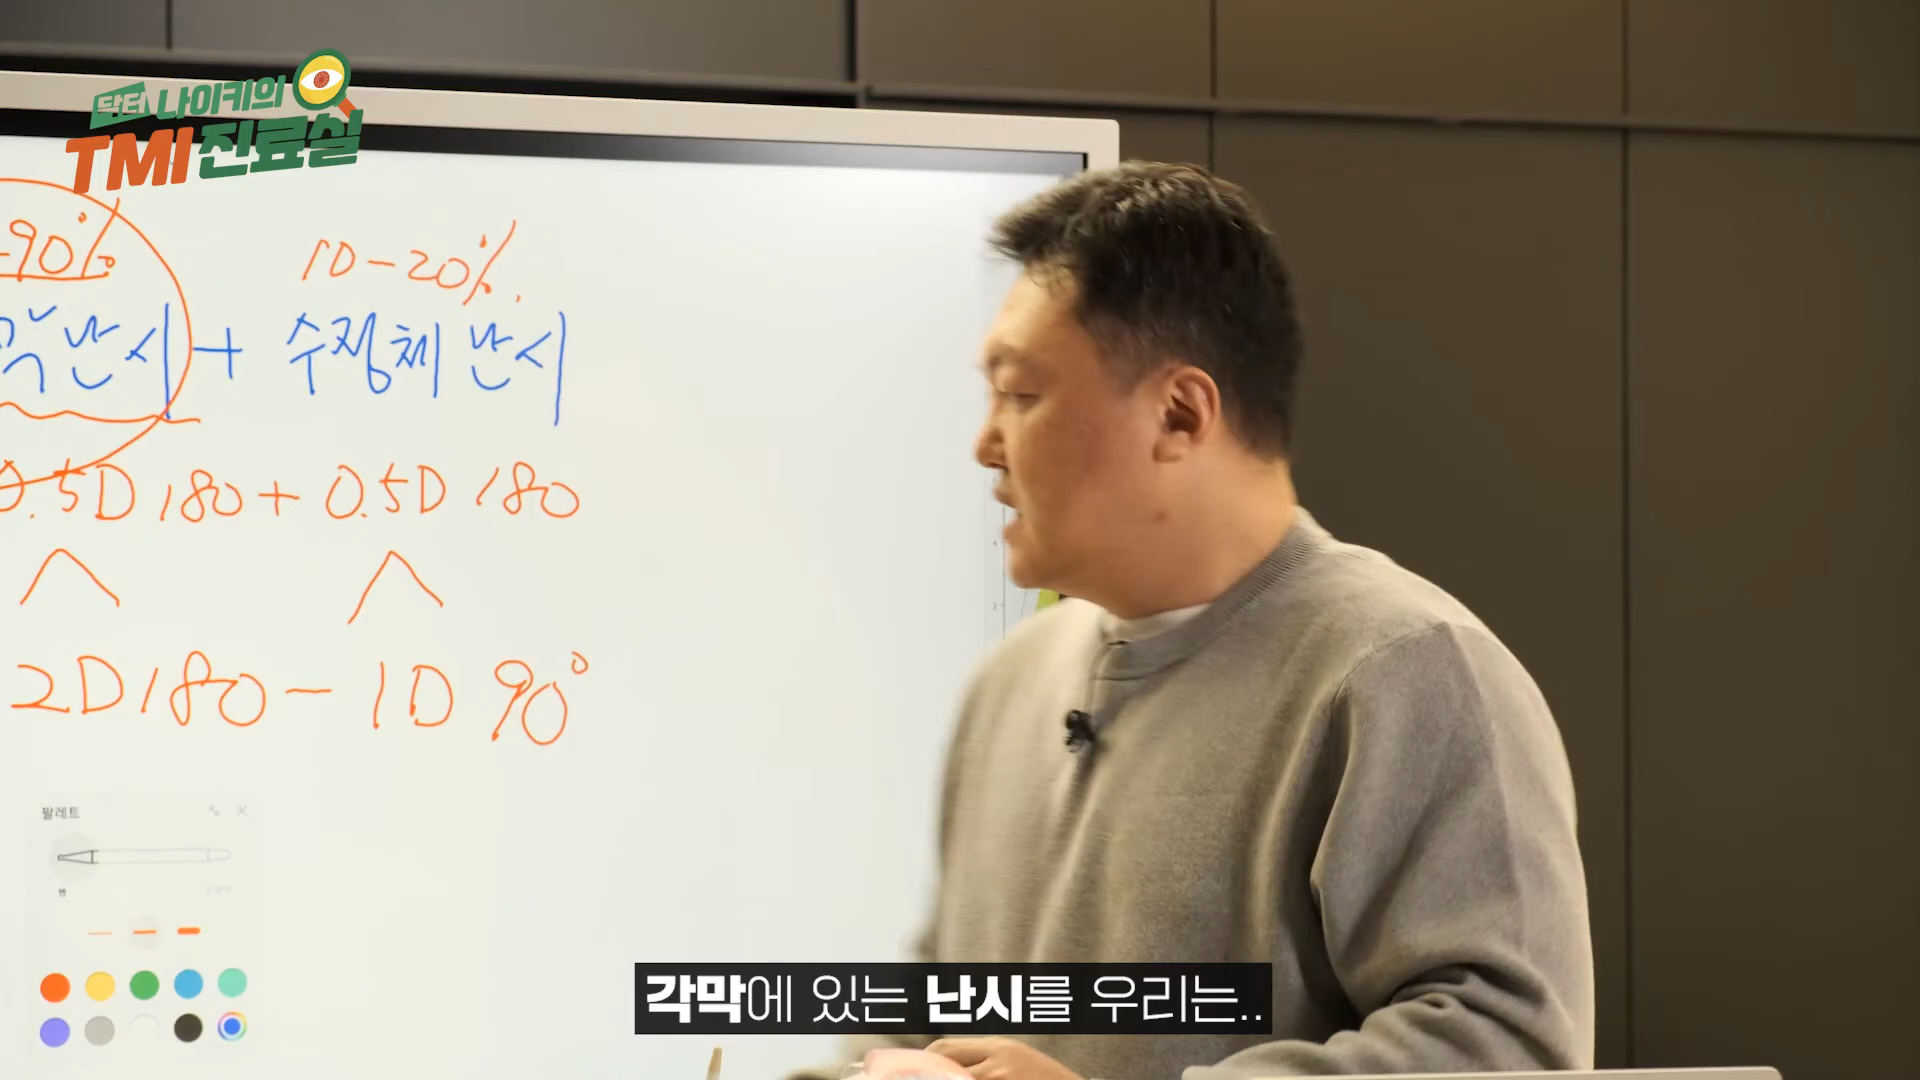 닥터 나이키의
TMI 진료실
-90% 10-20%.
막난시 + 수정체 난시
0.5D 180 + 0.5D 180
2D 180 - 1D 90°
팔레트
펜
각막에 있는 난시를 우리는..